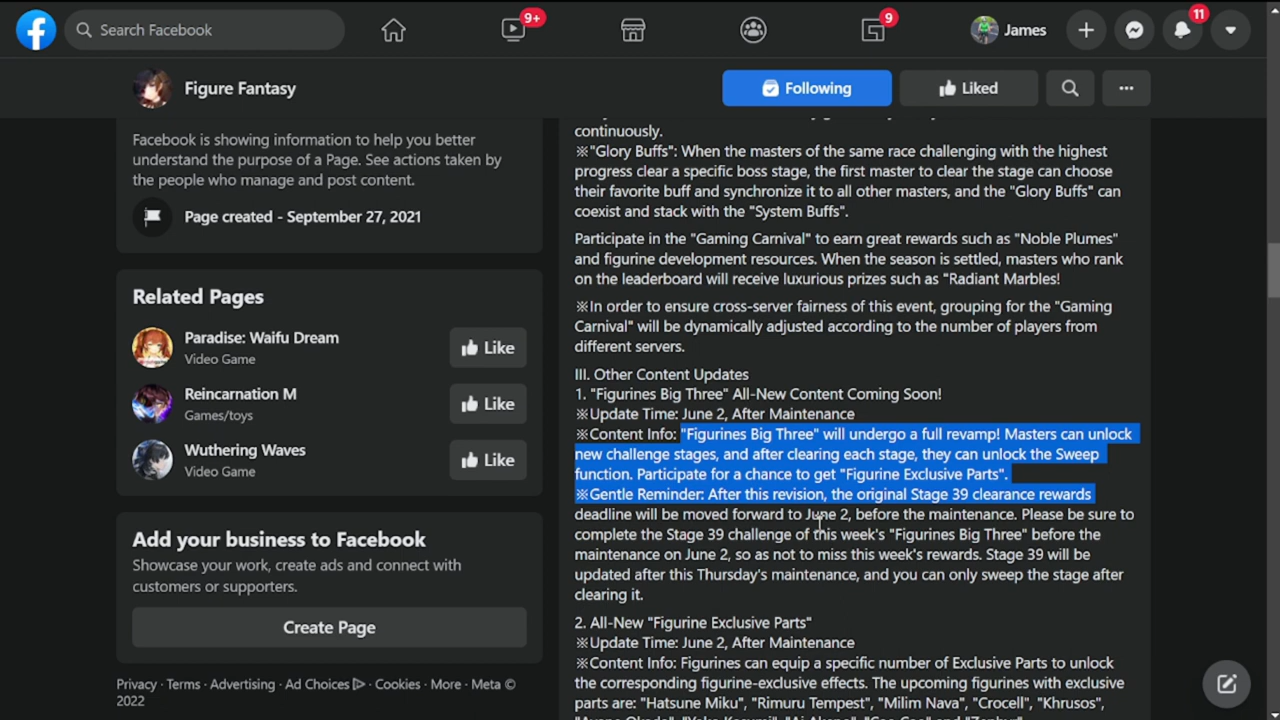 Search Facebook
9+
9
James
11
Figure Fantasy
Following
Liked
Facebook is showing information to help you better
understand the purpose of a Page. See actions taken by
the people who manage and post content.
Page created - September 27, 2021
Related Pages
Paradise: Waifu Dream
Video Game
Like
Reincarnation M
Games/toys
Like
Wuthering Waves
Video Game
Like
Add your business to Facebook
Showcase your work, create ads and connect with
customers or supporters.
Create Page
Privacy · Terms · Advertising · Ad Choices · Cookies · More · Meta ©
2022
continuously.
※"Glory Buffs": When the masters of the same race challenging with the highest
progress clear a specific boss stage, the first master to clear the stage can choose
their favorite buff and synchronize it to all other masters, and the "Glory Buffs" can
coexist and stack with the "System Buffs".
Participate in the "Gaming Carnival" to earn great rewards such as "Noble Plumes"
and figurine development resources. When the season is settled, masters who rank
on the leaderboard will receive luxurious prizes such as "Radiant Marbles!
※In order to ensure cross-server fairness of this event, grouping for the "Gaming
Carnival" will be dynamically adjusted according to the number of players from
different servers.
III. Other Content Updates
1. "Figurines Big Three" All-New Content Coming Soon!
※Update Time: June 2, After Maintenance
※Content Info: "Figurines Big Three" will undergo a full revamp! Masters can unlock
new challenge stages, and after clearing each stage, they can unlock the Sweep
function. Participate for a chance to get "Figurine Exclusive Parts".
※Gentle Reminder: After this revision, the original Stage 39 clearance rewards
deadline will be moved forward to June 2, before the maintenance. Please be sure to
complete the Stage 39 challenge of this week's "Figurines Big Three" before the
maintenance on June 2, so as not to miss this week's rewards. Stage 39 will be
updated after this Thursday's maintenance, and you can only sweep the stage after
clearing it.
2. All-New "Figurine Exclusive Parts"
※Update Time: June 2, After Maintenance
※Content Info: Figurines can equip a specific number of Exclusive Parts to unlock
the corresponding figurine-exclusive effects. The upcoming figurines with exclusive
parts are: "Hatsune Miku", "Rimuru Tempest", "Milim Nava", "Crocell", "Khrusos",